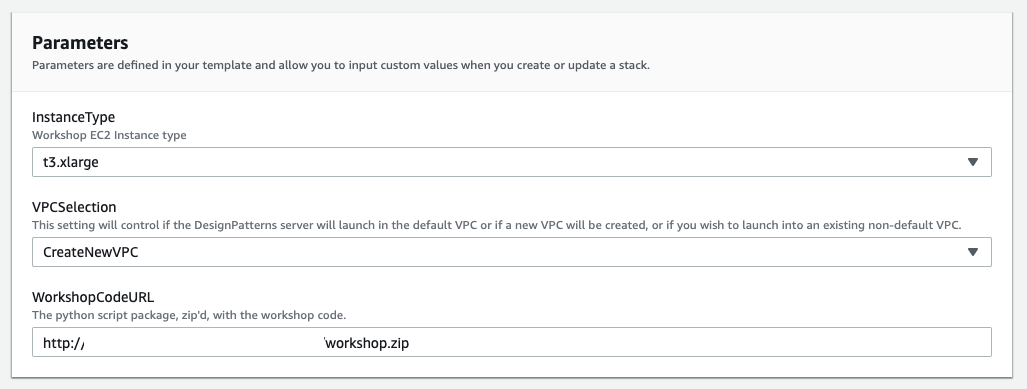 Parameters
Parameters are defined in your template and allow you to input custom values when you create or update a stack.
InstanceType
Workshop EC2 Instance type
t3.xlarge
VPCSelection
This setting will control if the DesignPatterns server will launch in the default VPC or if a new VPC will be created, or if you wish to launch into an existing non-default VPC.
CreateNewVPC
WorkshopCodeURL
The python script package, zip'd, with the workshop code.
http:// /workshop.zip